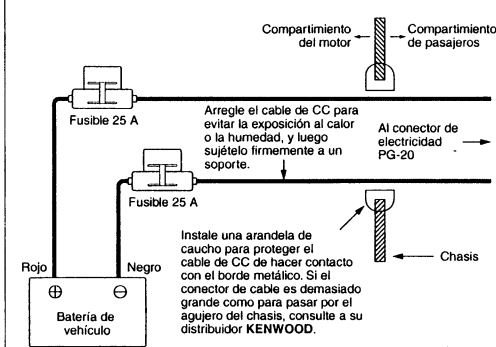 Compartimiento
del motor
Compartimiento
de pasajeros
Fusible 25 A
Arregle el cable de CC para
evitar la exposición al calor
o la humedad, y luego
sujételo firmemente a un
soporte.
Al conector de
electricidad
PG-20
Fusible 25 A
Instale una arandela de
caucho para proteger el
cable de CC de hacer contacto
con el borde metálico. Si el
conector de cable es demasiado
grande como para pasar por el
agujero del chasis, consulte a su
distribuidor KENWOOD.
Chasis
Rojo
Negro
Batería de
vehículo